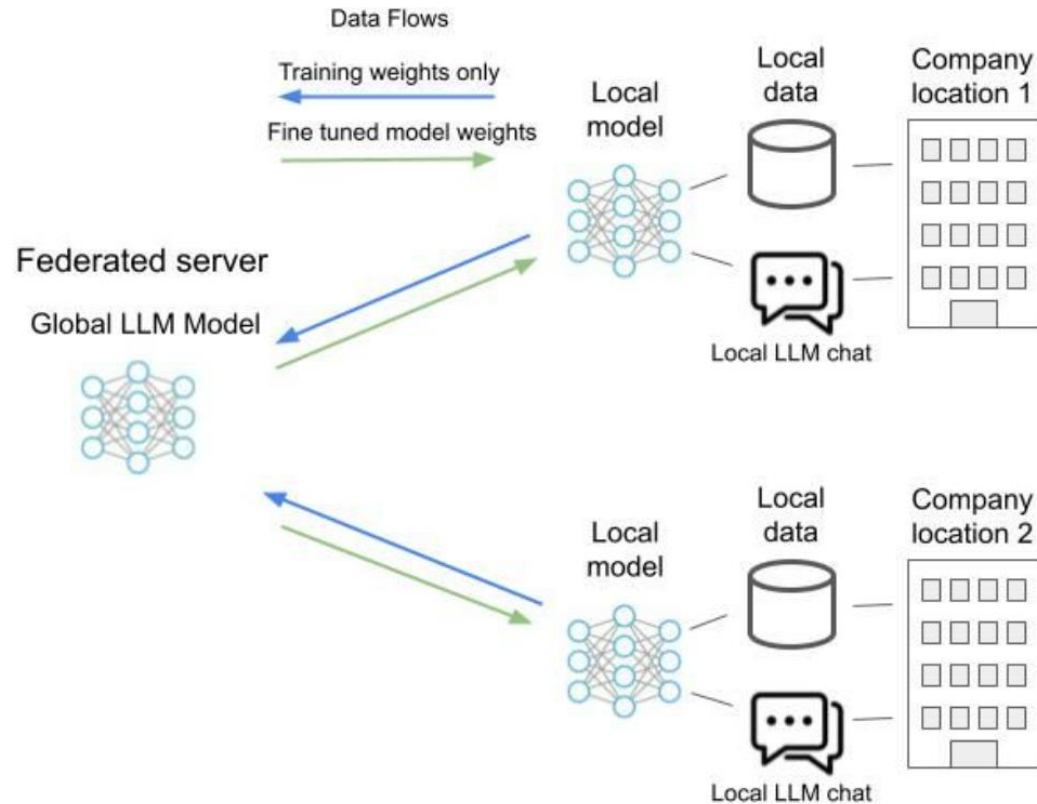 Data Flows
Training weights only
Fine tuned model weights
Local
model
Local
data
Company
location 1
Federated server
Global LLM Model
Local LLM chat
Local
model
Local
data
Company
location 2
Local LLM chat